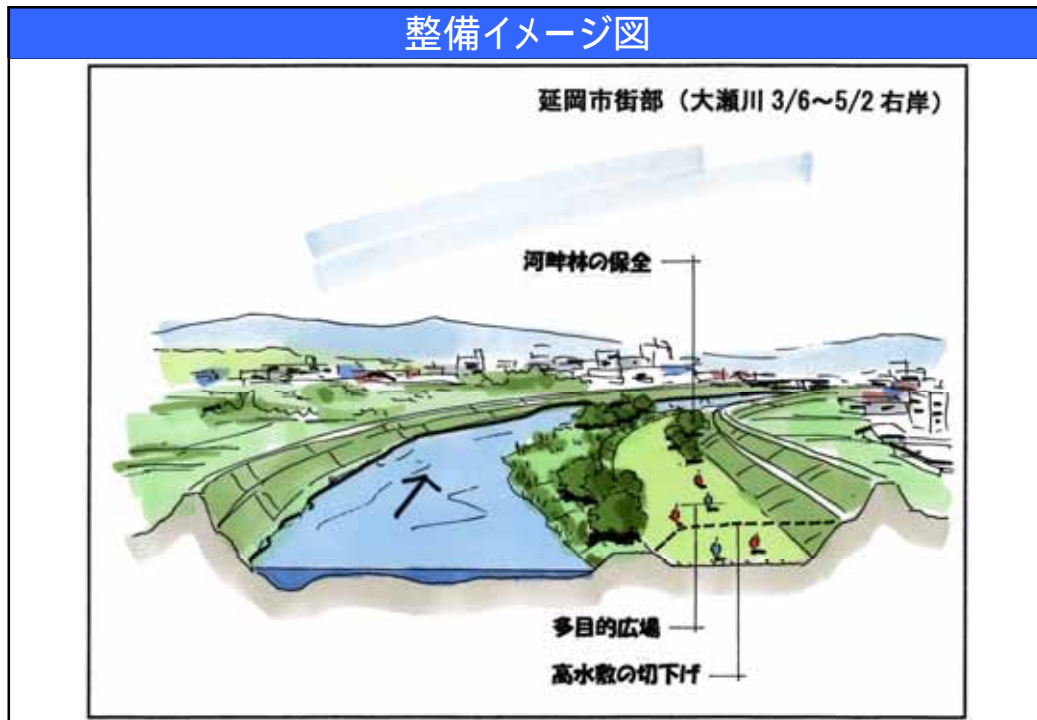 整備イメージ図
延岡市街部（大瀬川 3/6～5/2 右岸）
河畔林の保全
多目的広場
高水敷の切下げ